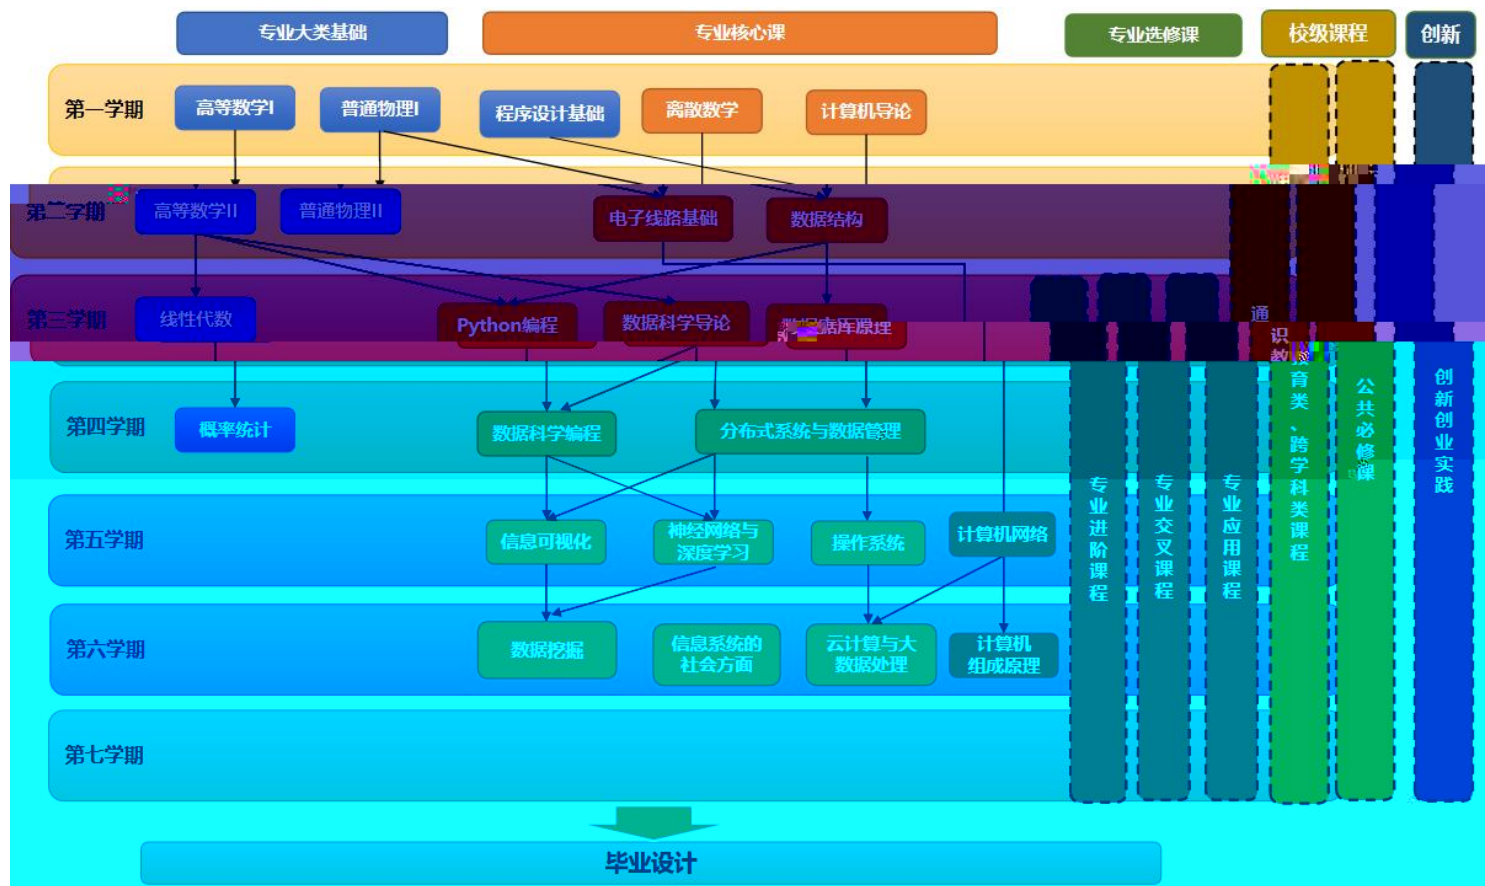 专业大类基础
专业核心课
专业选修课
校级课程
创新
第一学期
高等数学I
普通物理I
程序设计基础
离散数学
计算机导论
第二学期
高等数学II
普通物理II
电子线路基础
数据结构
第三学期
线性代数
Python编程
数据科学导论
数据库原理
第四学期
概率统计
数据科学编程
分布式系统与数据管理
第五学期
信息可视化
神经网络与
深度学习
操作系统
计算机网络
第六学期
数据挖掘
信息系统的
社会方面
云计算与大
数据处理
计算机
组成原理
第七学期
专业进阶课程
专业交叉课程
专业应用课程
通识教育类、跨学科类课程
公共必修课
创新创业实践
毕业设计